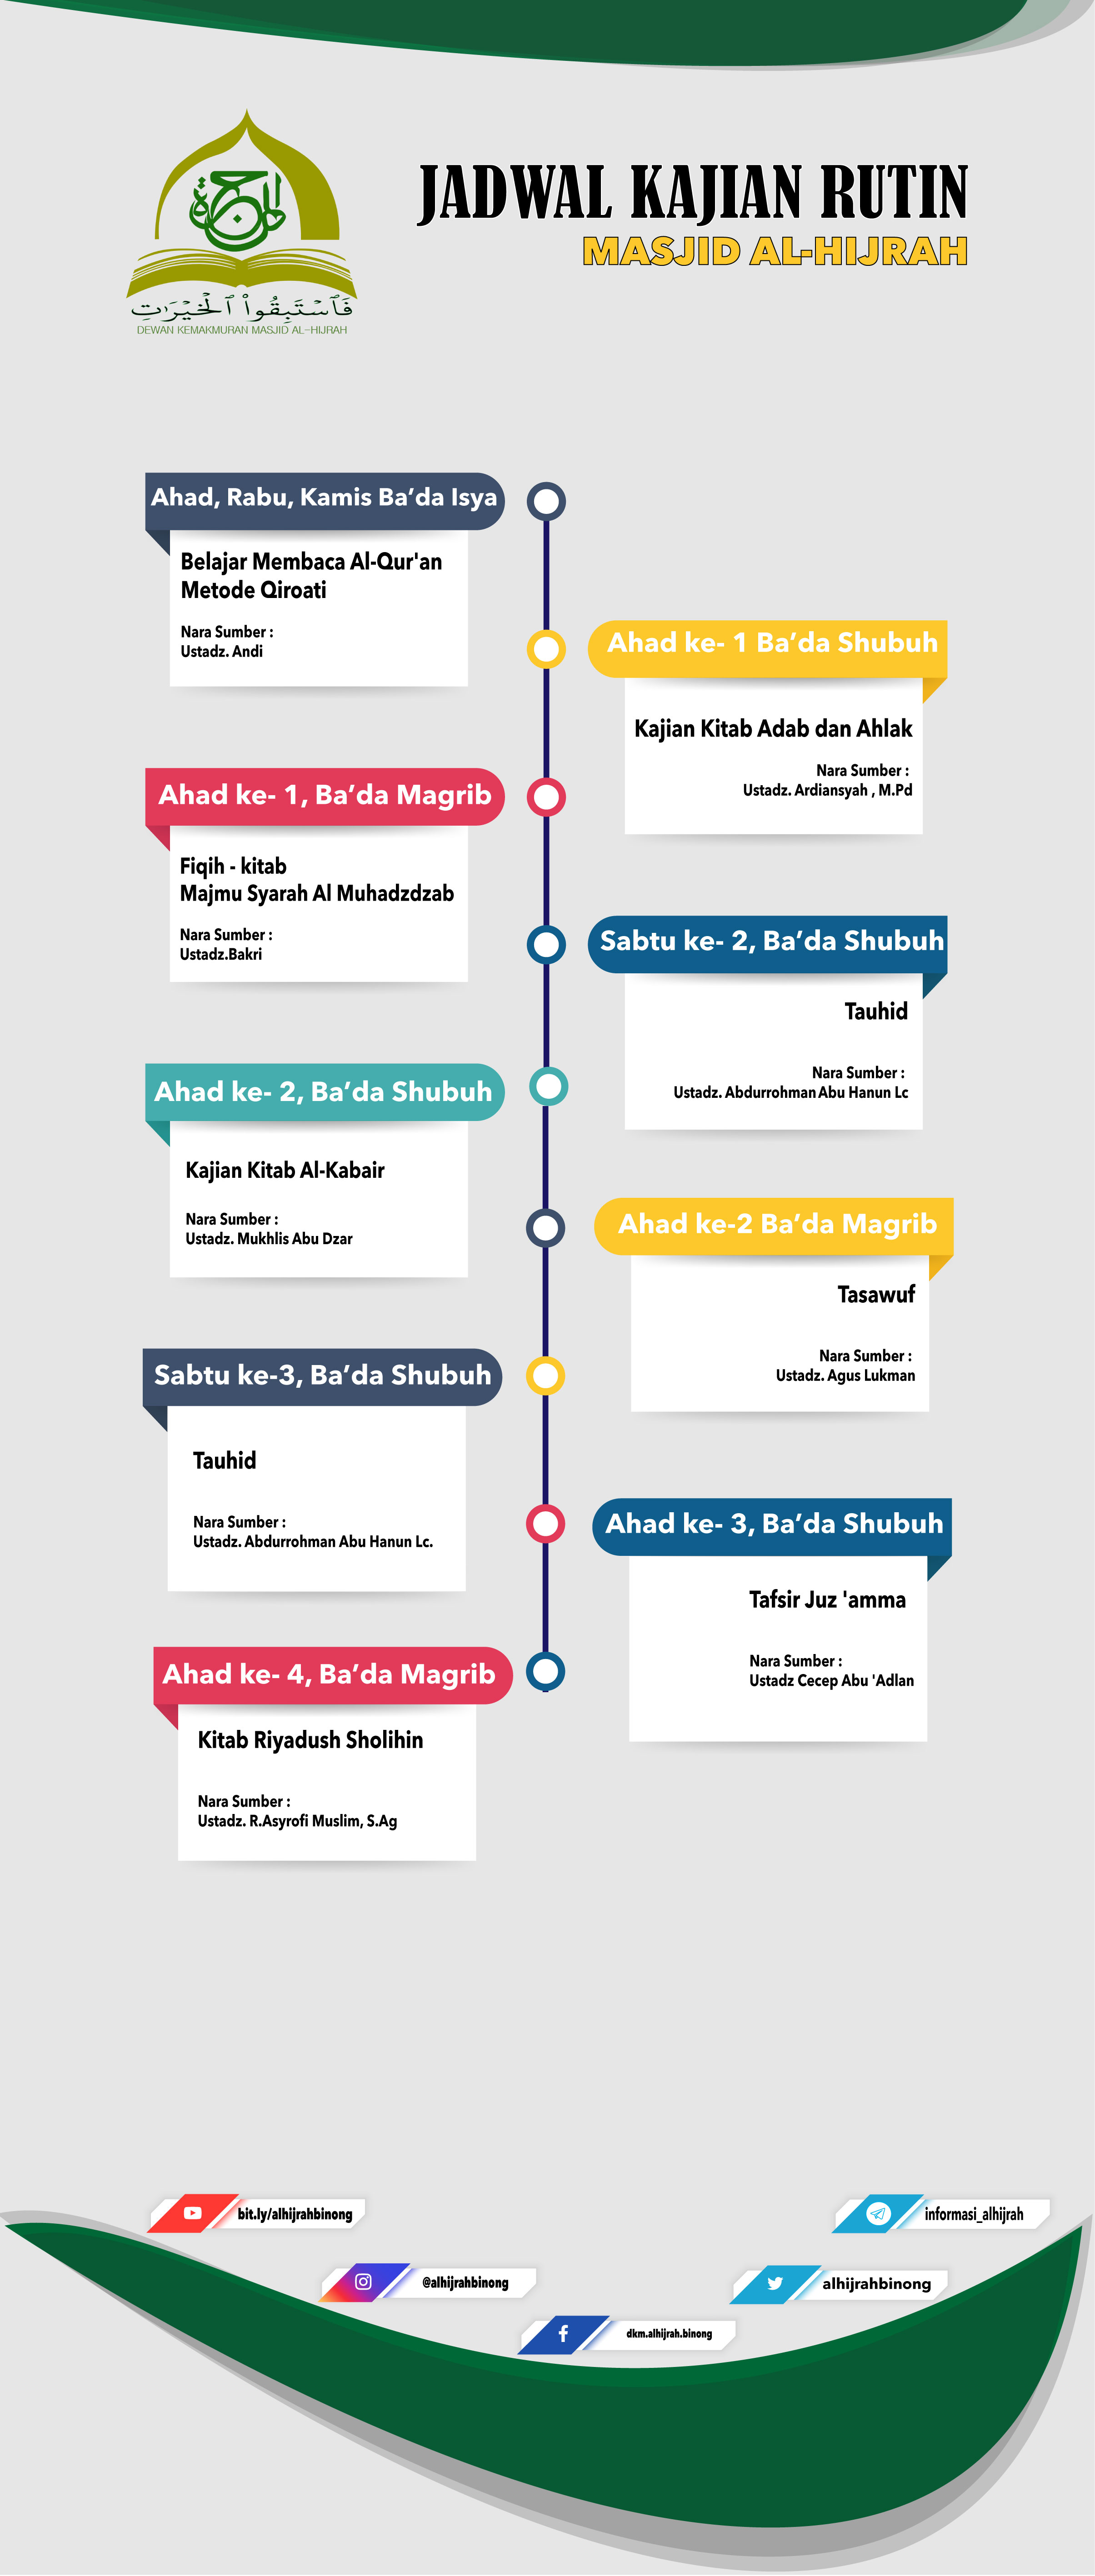 الهجرة
فَٱسْتَبِقُوا۟ ٱلْخَيْرَٰتِ
DEWAN KEMAKMURAN MASJID AL-HIJRAH
JADWAL KAJIAN RUTIN
MASJID AL-HIJRAH
Ahad, Rabu, Kamis Ba’da Isya
Belajar Membaca Al-Qur'an
Metode Qiroati
Nara Sumber :
Ustadz. Andi
Ahad ke- 1 Ba’da Shubuh
Kajian Kitab Adab dan Ahlak
Nara Sumber :
Ustadz. Ardiansyah , M.Pd
Ahad ke- 1, Ba’da Magrib
Fiqih - kitab
Majmu Syarah Al Muhadzdzab
Nara Sumber :
Ustadz.Bakri
Sabtu ke- 2, Ba’da Shubuh
Tauhid
Nara Sumber :
Ustadz. Abdurrohman Abu Hanun Lc
Ahad ke- 2, Ba’da Shubuh
Kajian Kitab Al-Kabair
Nara Sumber :
Ustadz. Mukhlis Abu Dzar
Ahad ke-2 Ba’da Magrib
Tasawuf
Nara Sumber :
Ustadz. Agus Lukman
Sabtu ke-3, Ba’da Shubuh
Tauhid
Nara Sumber :
Ustadz. Abdurrohman Abu Hanun Lc.
Ahad ke- 3, Ba’da Shubuh
Tafsir Juz 'amma
Nara Sumber :
Ustadz Cecep Abu 'Adlan
Ahad ke- 4, Ba’da Magrib
Kitab Riyadush Sholihin
Nara Sumber :
Ustadz. R.Asyrofi Muslim, S.Ag
bit.ly/alhijrahbinong
informasi_alhijrah
@alhijrahbinong
alhijrahbinong
dkm.alhijrah.binong